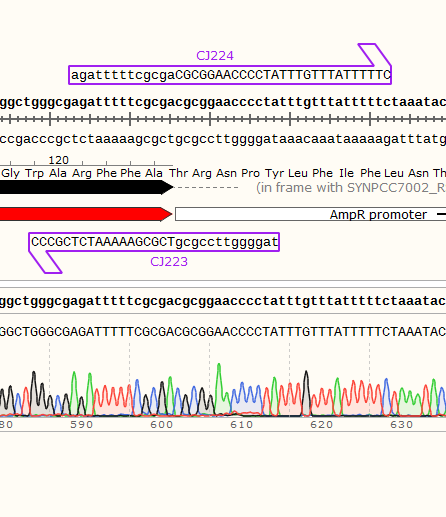 CJ224
agatttttcgcgaCGCGGAACCCCTATTTGTTTATTTTTC
ggctgggcgagatttttcgcgacgcggaacccctatttgtttatttttctaaatac
ccgacccgctctaaaaagcgctgcgccttggggataaacaaataaaaagatttatg
120
Gly Trp Ala Arg Phe Phe Ala Thr Arg Asn Pro Tyr Leu Phe Ile Phe Leu Asn Thr
(in frame with SYNPCC7002_R
AmpR promoter
CCCGCTCTAAAAAGCGCTgcgccttggggat
CJ223
ggctgggcgagatttttcgcgacgcggaacccctatttgtttatttttctaaatac
GGCTGGGCGAGATTTTTCGCGACGCGGAACCCCTATTTGTTTATTTTTCTAAATAC
80 590 600 610 620 630